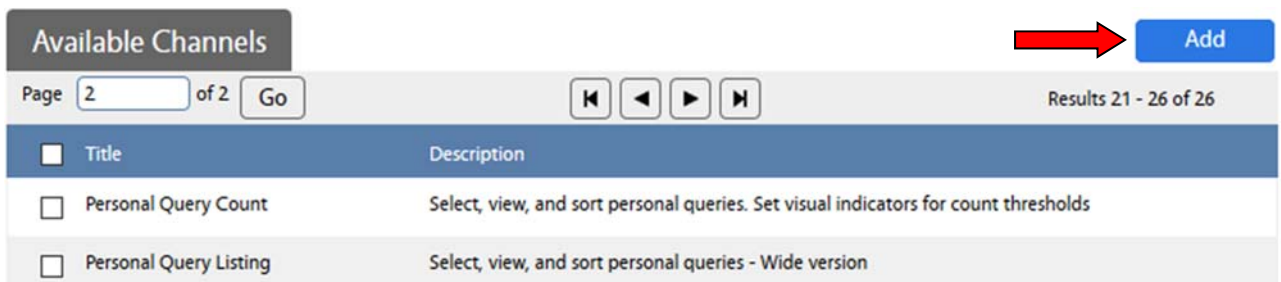 Available Channels
Add
Page 2 of 2 Go
Results 21 - 26 of 26
Title Description
Personal Query Count Select, view, and sort personal queries. Set visual indicators for count thresholds
Personal Query Listing Select, view, and sort personal queries - Wide version